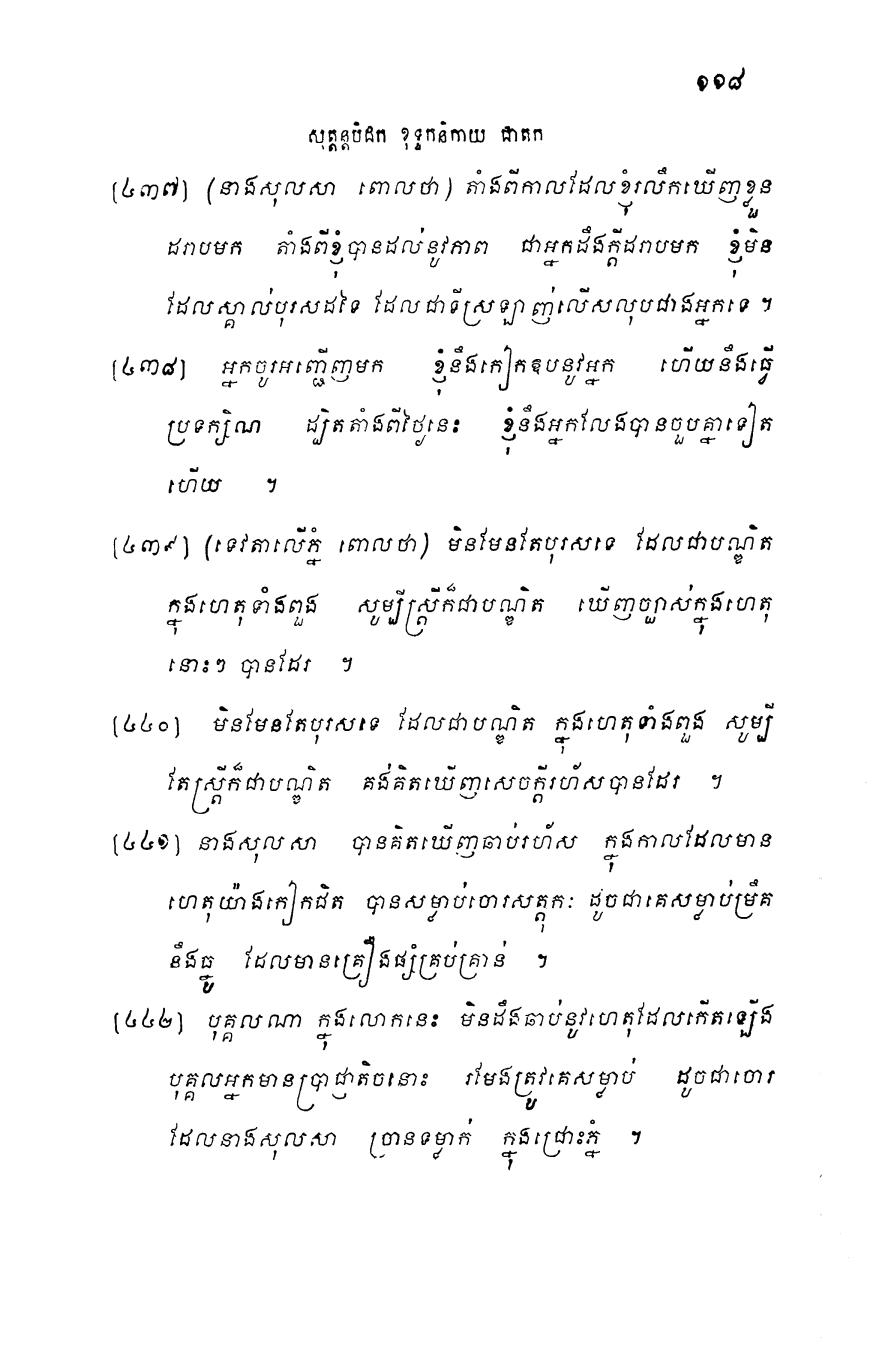 ១១៨
សុត្តន្តបិដក ខុទ្ទកនិកាយ ជាតក
[៤៣៧] (នាងសុលសា ពោលថា) តាំងពីកាលដែលខ្ញុំរលឹកឃើញខ្លួន
ដរាបមក តាំងពីខ្ញុំបានដល់នូវភាព ជាអ្នកដឹងក្តីដរាបមក ខ្ញុំមិន
ដែលស្គាល់បុរសដទៃ ដែលជាទីស្រឡាញ់លើសលុបជាងអ្នកទេ ។
[៤៣៨] អ្នកចូរអញ្ជើញមក ខ្ញុំនឹងកៀកឱបនូវអ្នក ហើយនឹងធ្វើ
ប្រទក្សិណ ដ្បិតតាំងពីថ្ងៃនេះ ខ្ញុំនឹងអ្នកលែងបានចួបគ្នាទៀត
ហើយ ។
[៤៣៩] (ទេវតាលើភ្នំ ពោលថា) មិនមែនតែបុរសទេ ដែលជាបណ្ឌិត
ក្នុងហេតុទាំងពួង សូម្បីស្ត្រីក៏ជាបណ្ឌិត ឃើញច្បាស់ក្នុងហេតុ
នោះៗ បានដែរ ។
[៤៤០] មិនមែនតែបុរសទេ ដែលជាបណ្ឌិត ក្នុងហេតុទាំងពួង សូម្បី
តែស្ត្រីក៏ជាបណ្ឌិត គង់គិតឃើញសេចក្តីរហ័សបានដែរ ។
[៤៤១] នាងសុលសា បានគិតឃើញឆាប់រហ័ស ក្នុងកាលដែលមាន
ហេតុយ៉ាងកៀកជិត បានសម្លាប់ចោរសត្តុកៈ ដូចជាគេសម្លាប់ម្រឹគ
នឹងធ្នូ ដែលមានគ្រឿងផ្សំគ្រប់គ្រាន់ ។
[៤៤២] បុគ្គលណា ក្នុងលោកនេះ មិនដឹងឆាប់នូវហេតុដែលកើតឡើង
បុគ្គលអ្នកមានប្រាជ្ញាតិចនោះ រមែងត្រូវគេសម្លាប់ ដូចជាចោរ
ដែលនាងសុលសា ប្រានទម្លាក់ ក្នុងជ្រោះភ្នំ ។